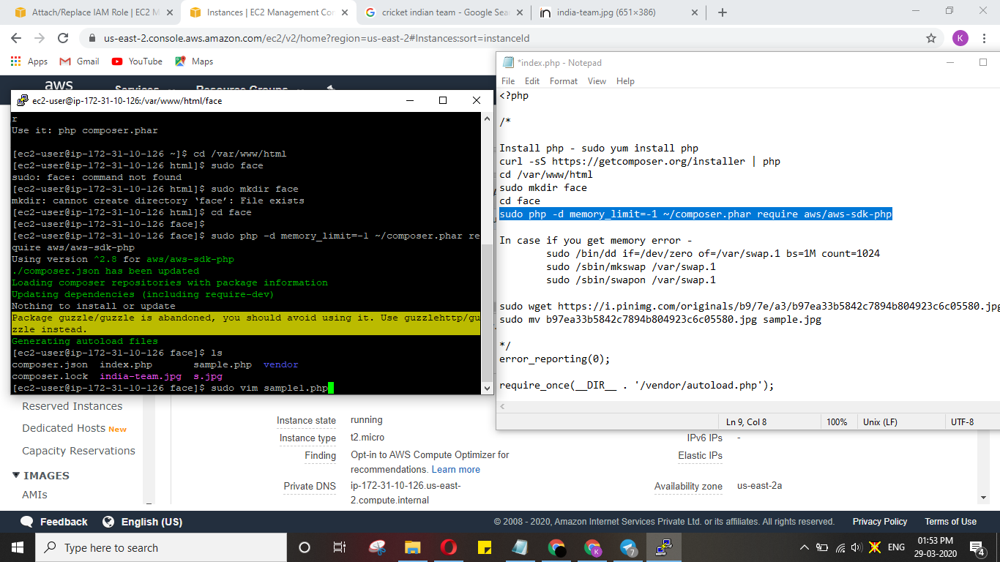 Attach/Replace IAM Role | EC2 M
Instances | EC2 Management Con
cricket indian team - Google Sear
india-team.jpg (651×386)
us-east-2.console.aws.amazon.com/ec2/v2/home?region=us-east-2#Instances:sort=instanceId
K
Apps
Gmail
YouTube
Maps
aws
Services
Resource Groups
ec2-user@ip-172-31-10-126:/var/www/html/face
r
Use it: php composer.phar
[ec2-user@ip-172-31-10-126 ~]$ cd /var/www/html
[ec2-user@ip-172-31-10-126 html]$ sudo face
sudo: face: command not found
[ec2-user@ip-172-31-10-126 html]$ sudo mkdir face
mkdir: cannot create directory ‘face’: File exists
[ec2-user@ip-172-31-10-126 html]$ cd face
[ec2-user@ip-172-31-10-126 face]$
[ec2-user@ip-172-31-10-126 face]$ sudo php -d memory_limit=-1 ~/composer.phar re
quire aws/aws-sdk-php
Using version ^2.8 for aws/aws-sdk-php
./composer.json has been updated
Loading composer repositories with package information
Updating dependencies (including require-dev)
Nothing to install or update
Package guzzle/guzzle is abandoned, you should avoid using it. Use guzzlehttp/gu
zzle instead.
Generating autoload files
[ec2-user@ip-172-31-10-126 face]$ ls
composer.json index.php sample.php vendor
composer.lock india-team.jpg s.jpg
[ec2-user@ip-172-31-10-126 face]$ sudo vim sample1.php
*index.php - Notepad
File Edit Format View Help
<?php
/*
Install php - sudo yum install php
curl -sS https://getcomposer.org/installer | php
cd /var/www/html
sudo mkdir face
cd face
sudo php -d memory_limit=-1 ~/composer.phar require aws/aws-sdk-php
In case if you get memory error -
sudo /bin/dd if=/dev/zero of=/var/swap.1 bs=1M count=1024
sudo /sbin/mkswap /var/swap.1
sudo /sbin/swapon /var/swap.1
sudo wget https://i.pinimg.com/originals/b9/7e/a3/b97ea33b5842c7894b804923c6c05580.jpg
sudo mv b97ea33b5842c7894b804923c6c05580.jpg sample.jpg
*/
error_reporting(0);
require_once(__DIR__ . '/vendor/autoload.php');
Ln 9, Col 8 100% Unix (LF) UTF-8
Reserved Instances
Dedicated Hosts New
Capacity Reservations
IMAGES
AMIs
Instance state running
Instance type t2.micro
Finding Opt-in to AWS Compute Optimizer for
recommendations. Learn more
Private DNS ip-172-31-10-126.us-east-
2.compute.internal
IPv6 IPs -
Elastic IPs
Availability zone us-east-2a
Feedback English (US)
© 2008 - 2020, Amazon Internet Services Private Ltd. or its affiliates. All rights reserved. Privacy Policy Terms of Use
Type here to search
K
7
ENG
01:53 PM
29-03-2020
4